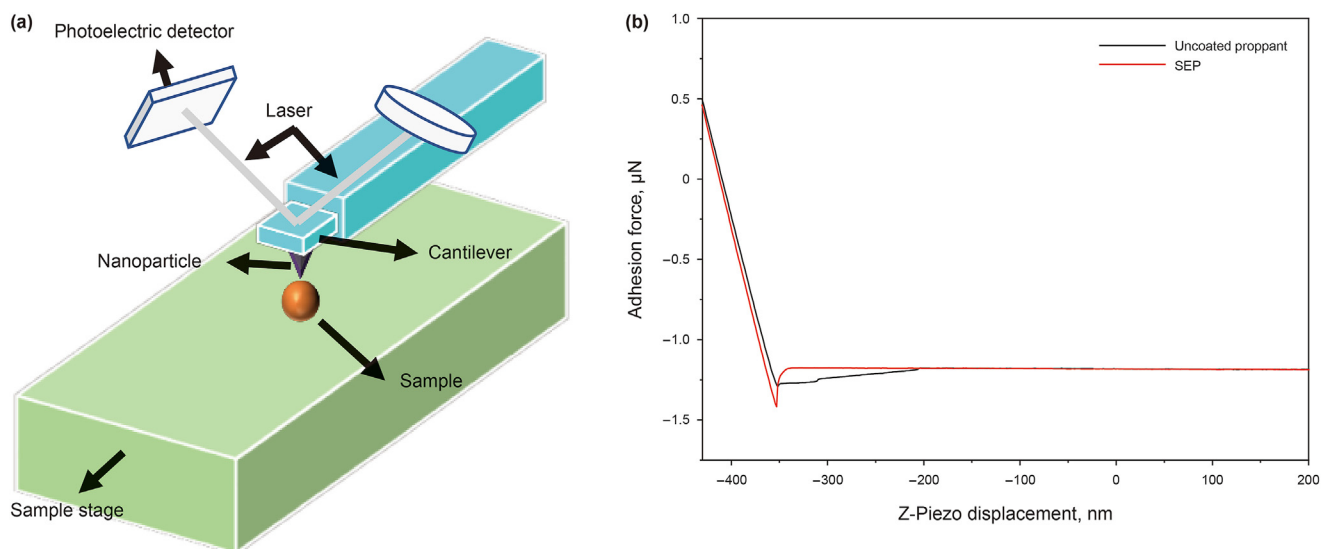 (a)
Photoelectric detector
Laser
Nanoparticle
Cantilever
Sample
Sample stage
(b)
Uncoated proppant
SEP
1.0
0.5
0
−0.5
−1.0
−1.5
Adhesion force, μN
−400
−300
−200
−100
0
100
200
Z-Piezo displacement, nm